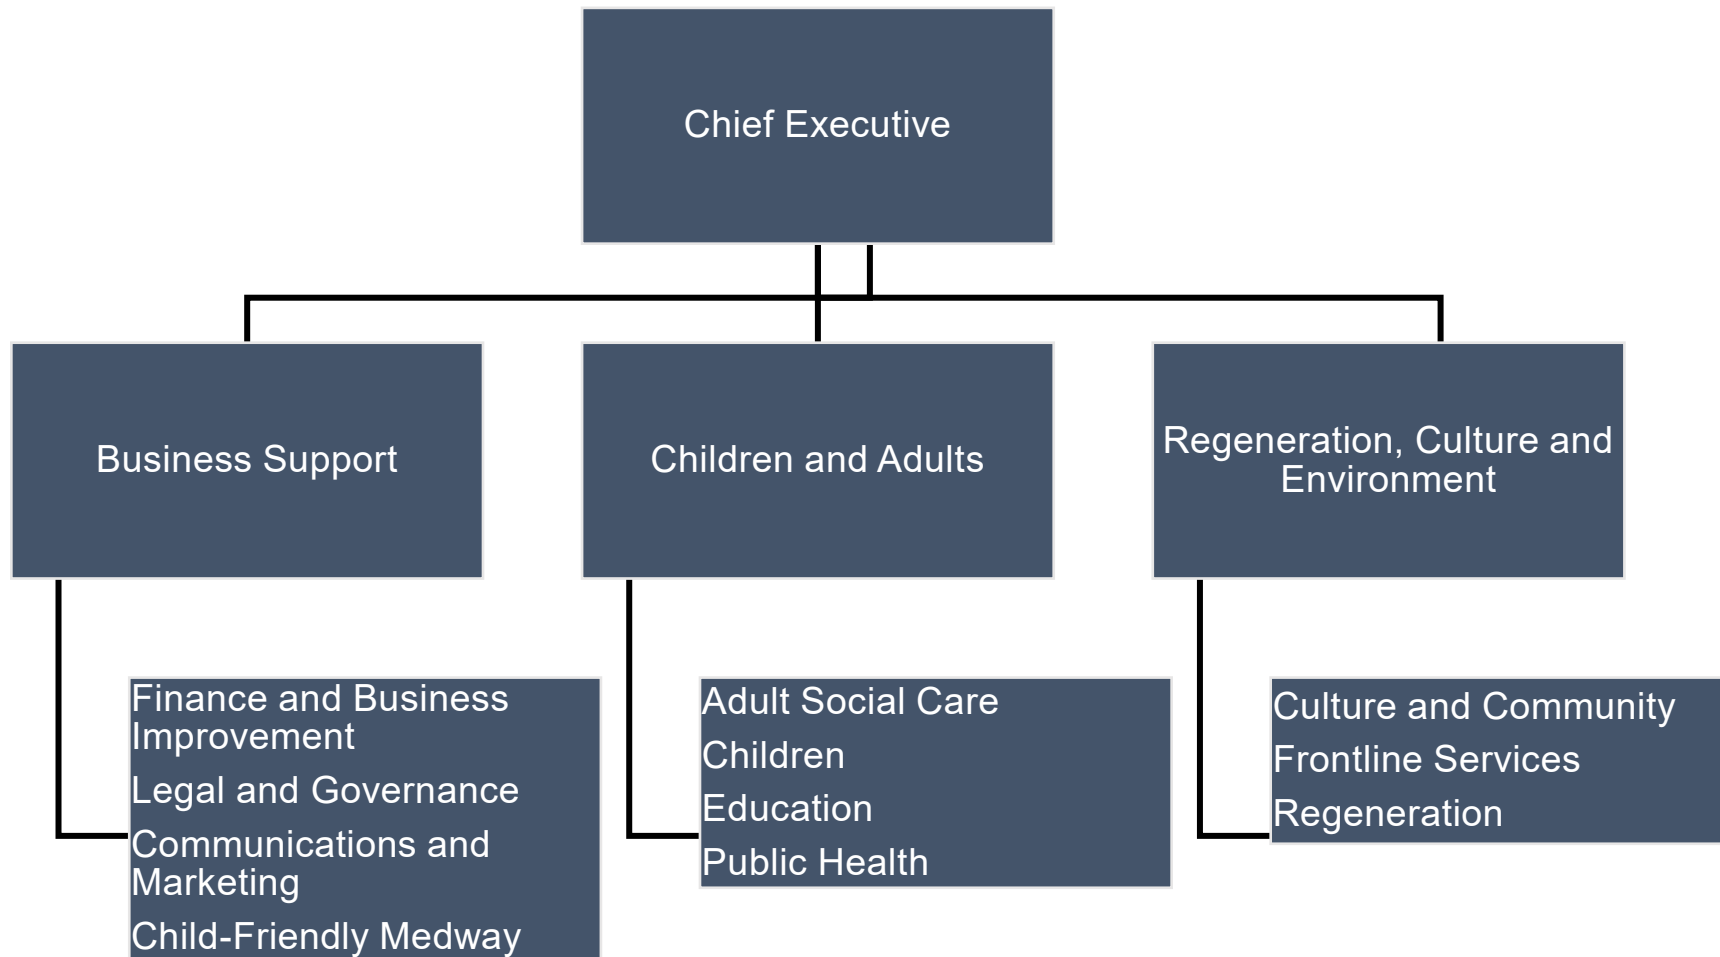 Chief Executive
Business Support
Children and Adults
Regeneration, Culture and
Environment
Finance and Business
Improvement
Legal and Governance
Communications and
Marketing
Child-Friendly Medway
Adult Social Care
Children
Education
Public Health
Culture and Community
Frontline Services
Regeneration